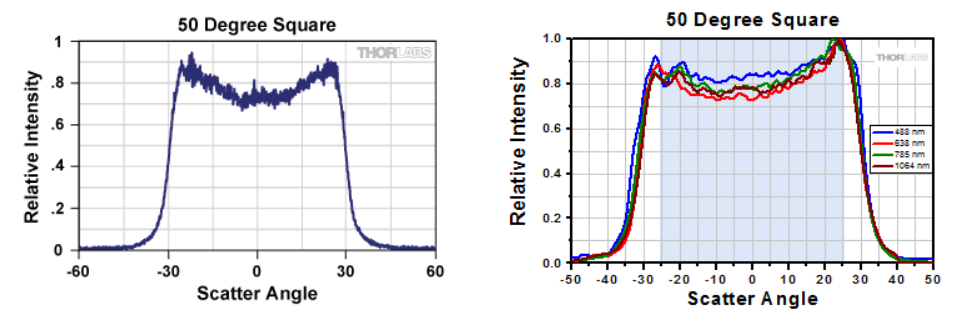 50 Degree Square
THORLABS
Relative Intensity
1
.8
.6
.4
.2
0
-60 -30 0 30 60
Scatter Angle
50 Degree Square
THORLABS
Relative Intensity
1.0
0.8
0.6
0.4
0.2
0.0
488 nm
638 nm
785 nm
1064 nm
-50 -40 -30 -20 -10 0 10 20 30 40 50
Scatter Angle